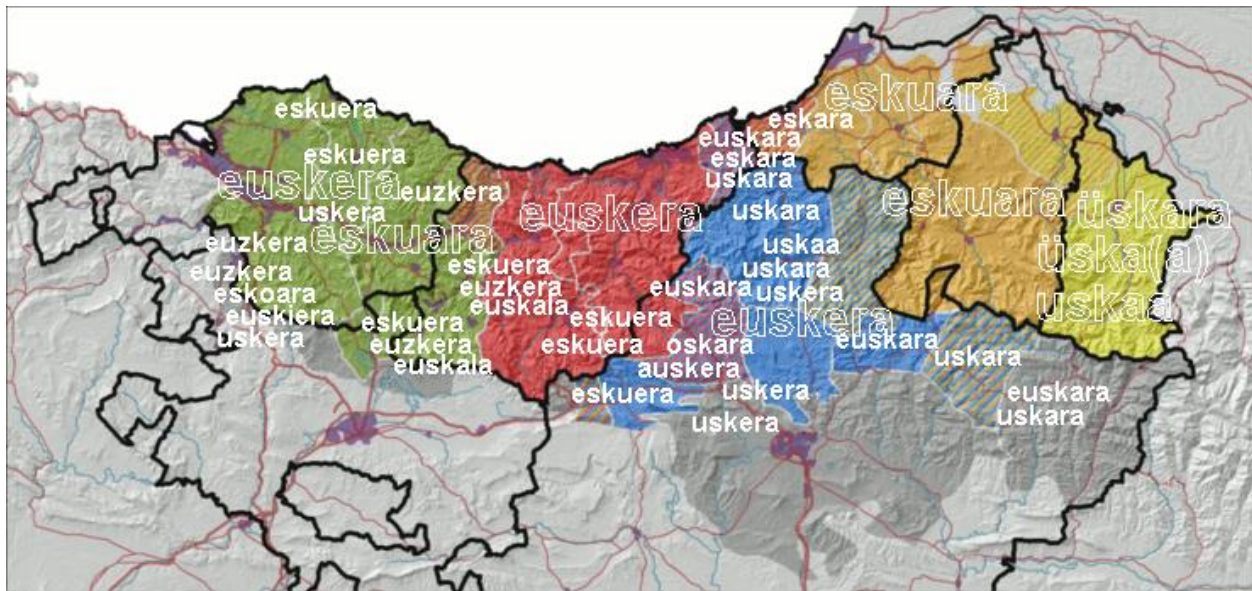 eskuera
eskuera
euskera
uskera
euzkera
eskuara
euzkera
euzkera
eskoara
euskiera
uskera
eskuera
euzkera
euskala
eskuera
euzkera
euskala
euskera
eskuera
eskuera
eskuera
euskara
eskara
uskara
eskara
eskuara
uskara
uskaa
uskara
uskera
euskara
euskera
oskara
auskera
uskera
uskera
euskara
uskara
euskara
uskara
eskuara
üskara
üska(a)
uskaa